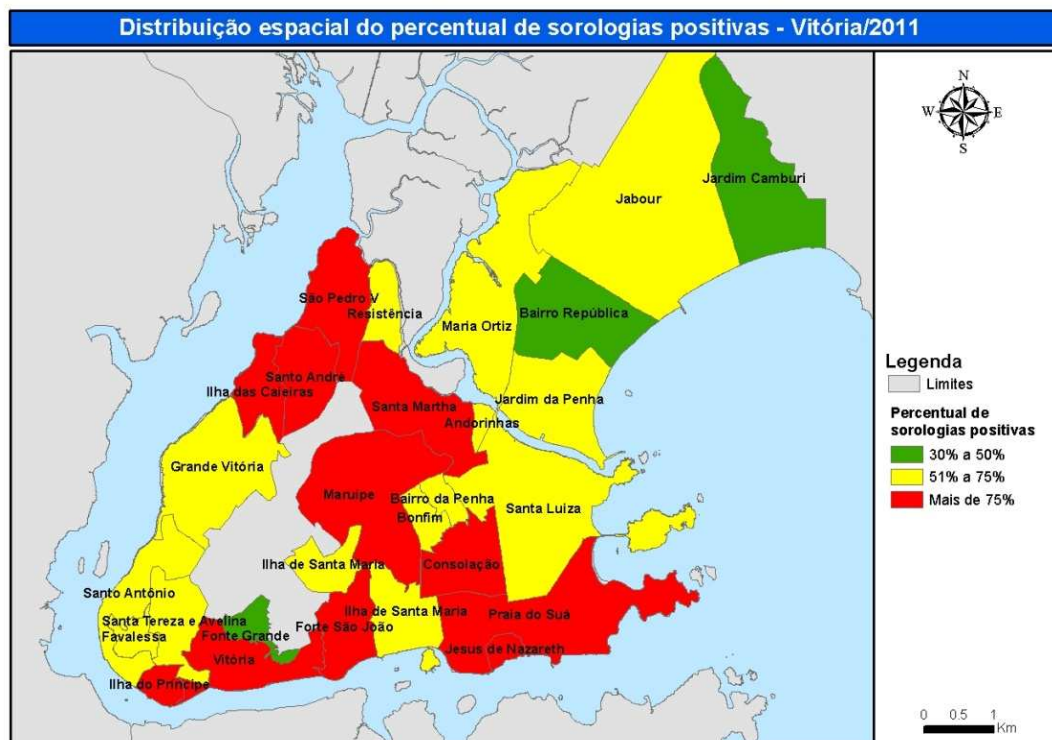 Distribuição espacial do percentual de sorologias positivas - Vitória/2011
N
W E
S
Jardim Camburi
Jabour
São Pedro V
Resistência
Bairro República
Maria Ortiz
Santo André
Ilha das Caieiras
Santa Martha
Jardim da Penha
Andorinhas
Grande Vitória
Maruipe
Bairro da Penha
Bonfim
Santa Luiza
Ilha de Santa Maria
Consolação
Santo Antônio
Santa Tereza e Avelina
Favalessa
Fonte Grande
Forte São João
Ilha de Santa Maria
Praia do Suá
Vitória
Jesus de Nazareth
Ilha do Príncipe
Legenda
Limites
Percentual de
sorologias positivas
30% a 50%
51% a 75%
Mais de 75%
0 0.5 1
Km